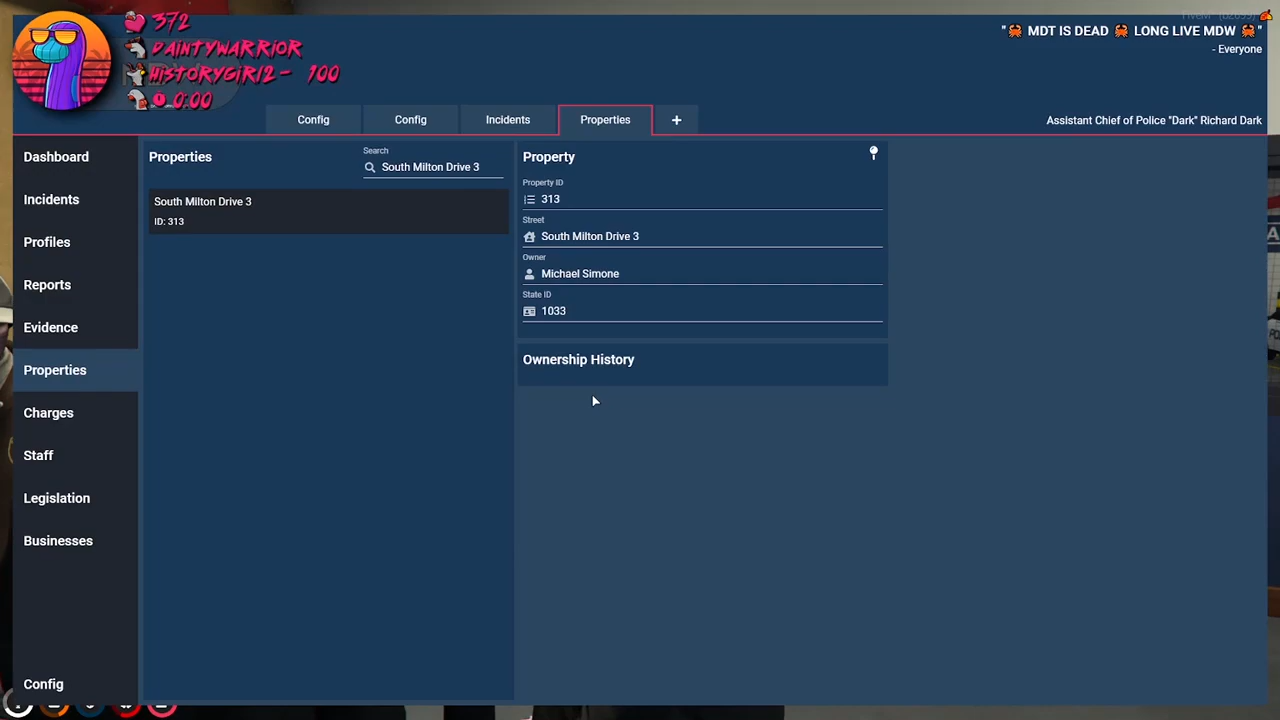 372
DAINTYWARRIOR
HISTORYGIRL2 - 100
0:00
FiveM
" 🦀 MDT IS DEAD 🦀 LONG LIVE MDW 🦀 "
- Everyone
Config
Config
Incidents
Properties
+
Assistant Chief of Police "Dark" Richard Dark
Dashboard
Incidents
Profiles
Reports
Evidence
Properties
Charges
Staff
Legislation
Businesses
Config
Properties
Search
South Milton Drive 3
South Milton Drive 3
ID: 313
Property
Property ID
313
Street
South Milton Drive 3
Owner
Michael Simone
State ID
1033
Ownership History